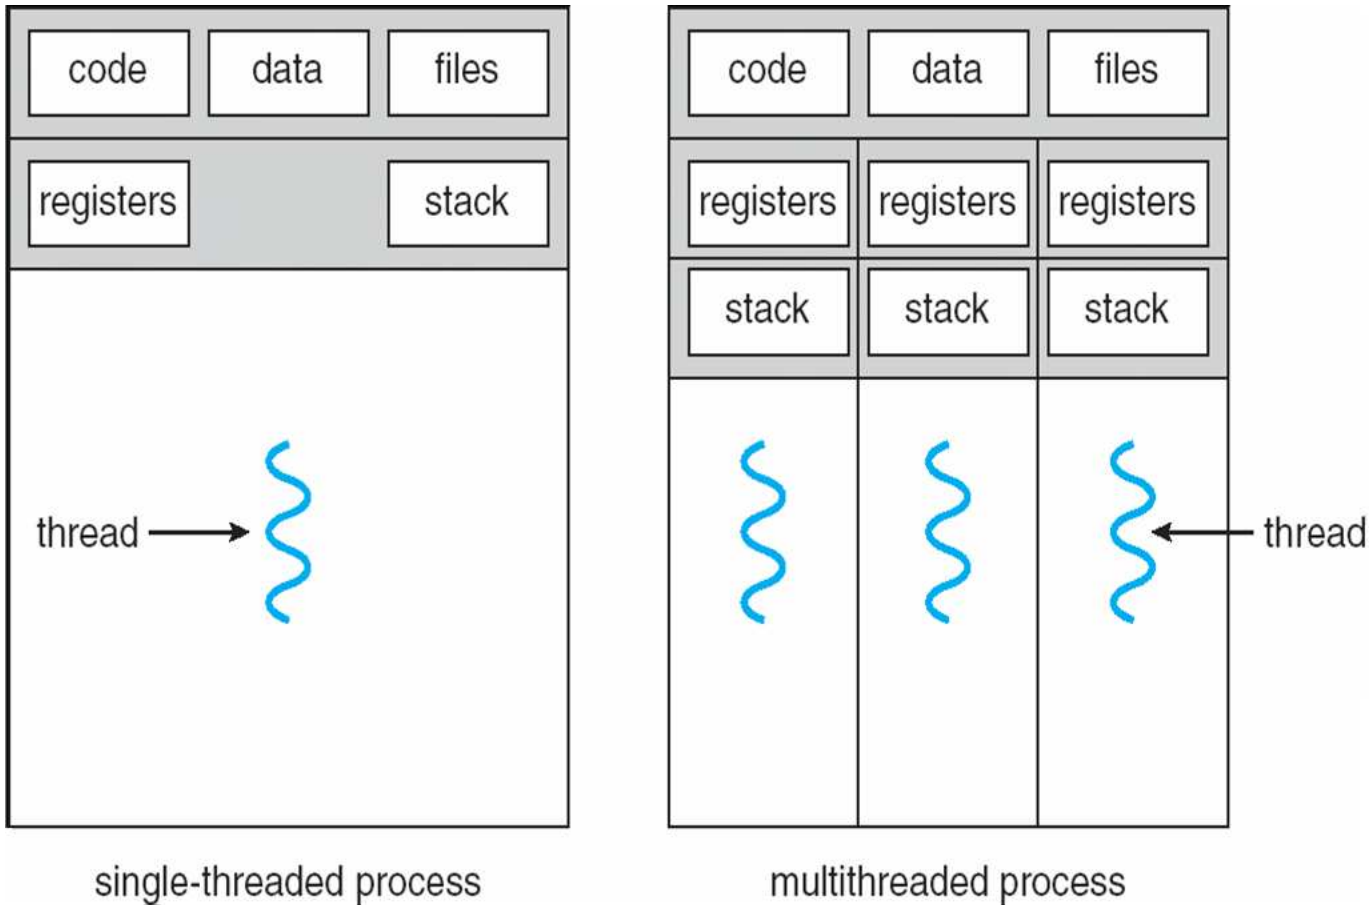 code data files code data files
registers stack registers registers registers
stack stack stack
thread thread
single-threaded process multithreaded process